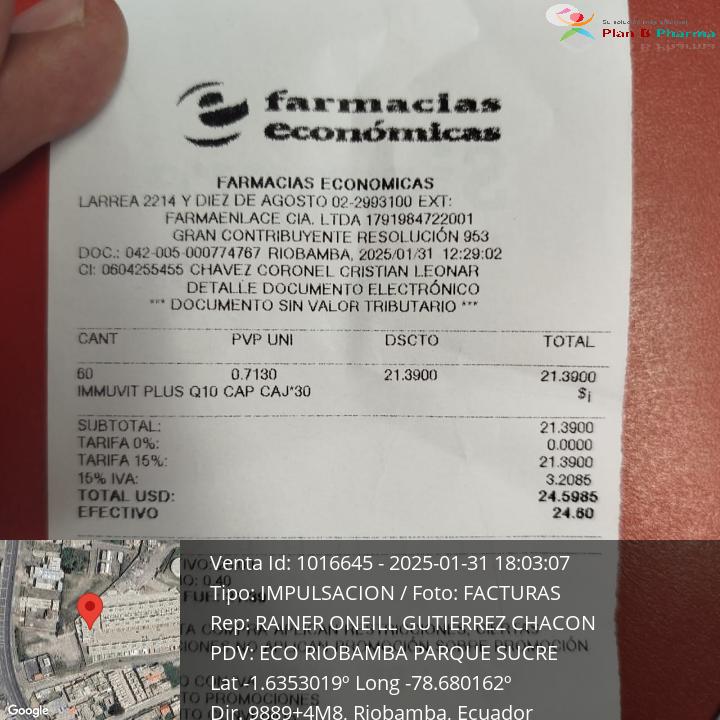 Su solución más efectiva!
Plan B Pharma
farmacias
económicas
FARMACIAS ECONOMICAS
LARREA 2214 Y DIEZ DE AGOSTO 02-2993100 EXT:
FARMAENLACE CIA. LTDA 1791984722001
GRAN CONTRIBUYENTE RESOLUCIÓN 953
DOC.: 042-005-000774767 RIOBAMBA, 2025/01/31 12:29:02
CI: 0604255455 CHAVEZ CORONEL CRISTIAN LEONAR
DETALLE DOCUMENTO ELECTRÓNICO
*** DOCUMENTO SIN VALOR TRIBUTARIO ***
CANT PVP UNI DSCTO TOTAL
60 0.7130 21.3900 21.3900
IMMUVIT PLUS Q10 CAP CAJ*30 $¡
SUBTOTAL: 21.3900
TARIFA 0%: 0.0000
TARIFA 15%: 21.3900
15% IVA: 3.2085
TOTAL USD: 24.5985
EFECTIVO 24.60
Venta Id: 1016645 - 2025-01-31 18:03:07
Tipo: IMPULSACION / Foto: FACTURAS
Rep: RAINER ONEILL GUTIERREZ CHACON
PDV: ECO RIOBAMBA PARQUE SUCRE
Lat -1.6353019º Long -78.680162º
Dir. 9889+4M8, Riobamba, Ecuador
Google